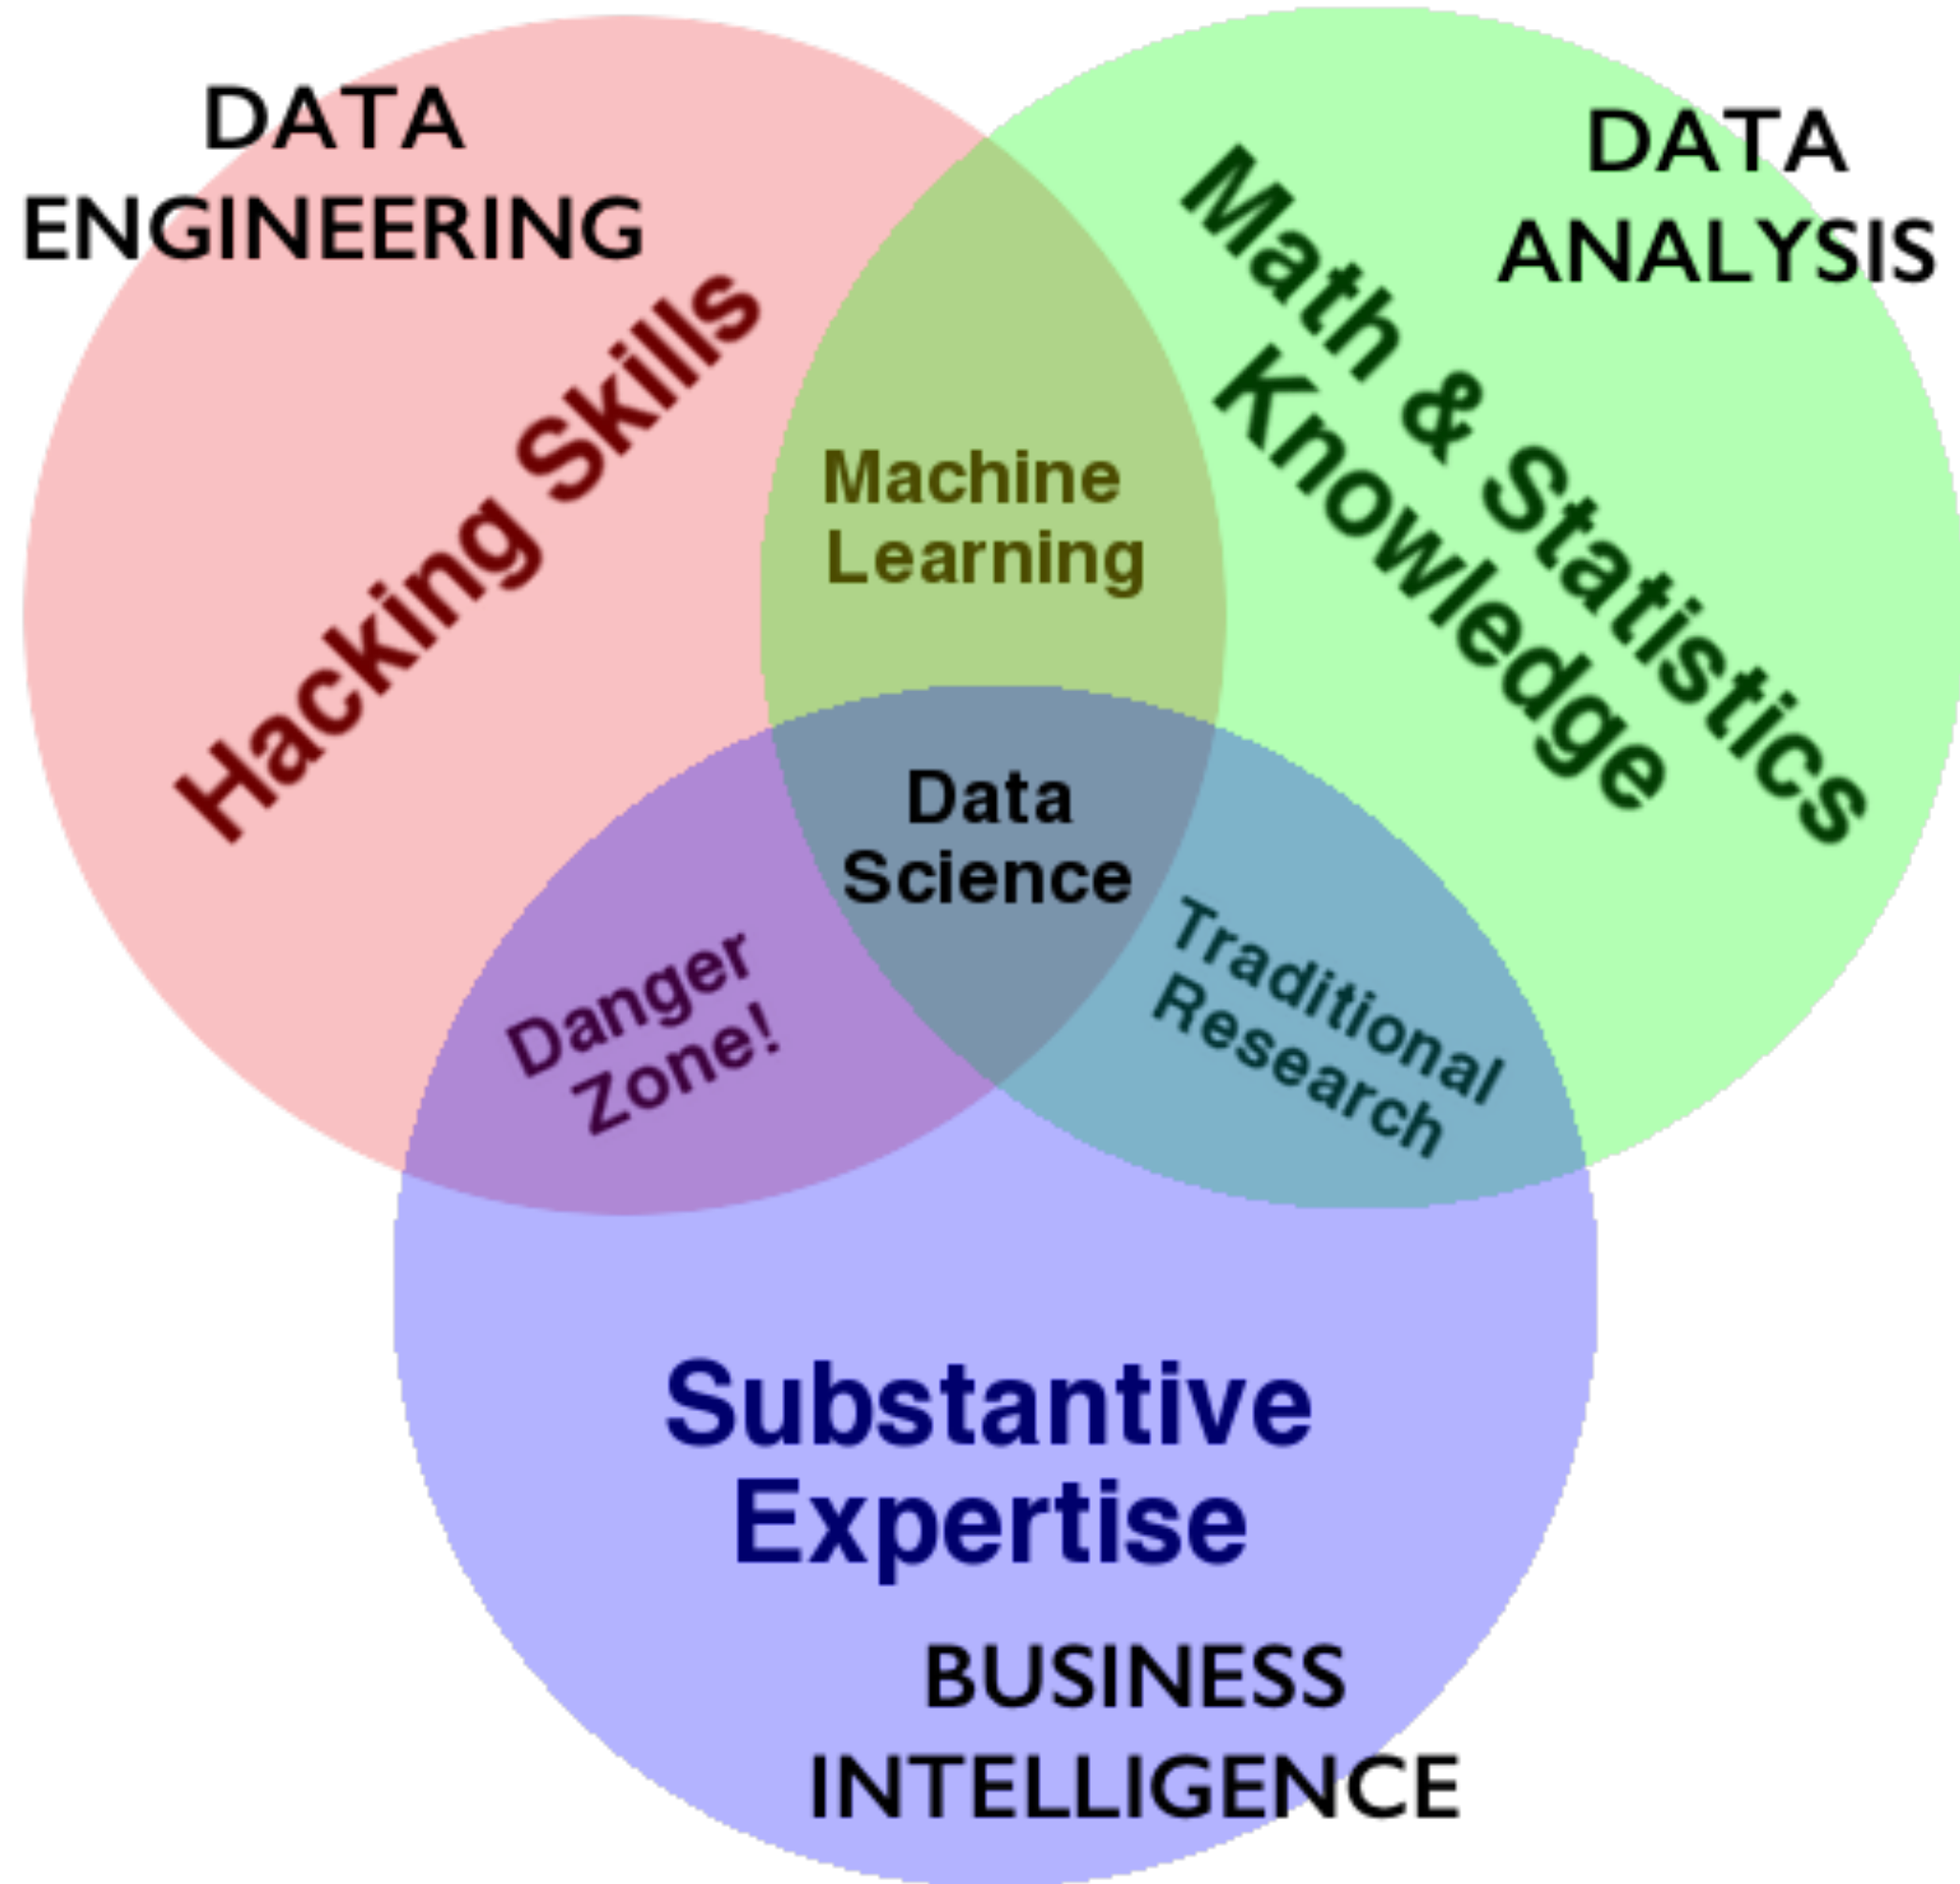 DATA
ENGINEERING
DATA
ANALYSIS
Hacking Skills
Math & Statistics
Knowledge
Machine
Learning
Data
Science
Danger
Zone!
Traditional
Research
Substantive
Expertise
BUSINESS
INTELLIGENCE